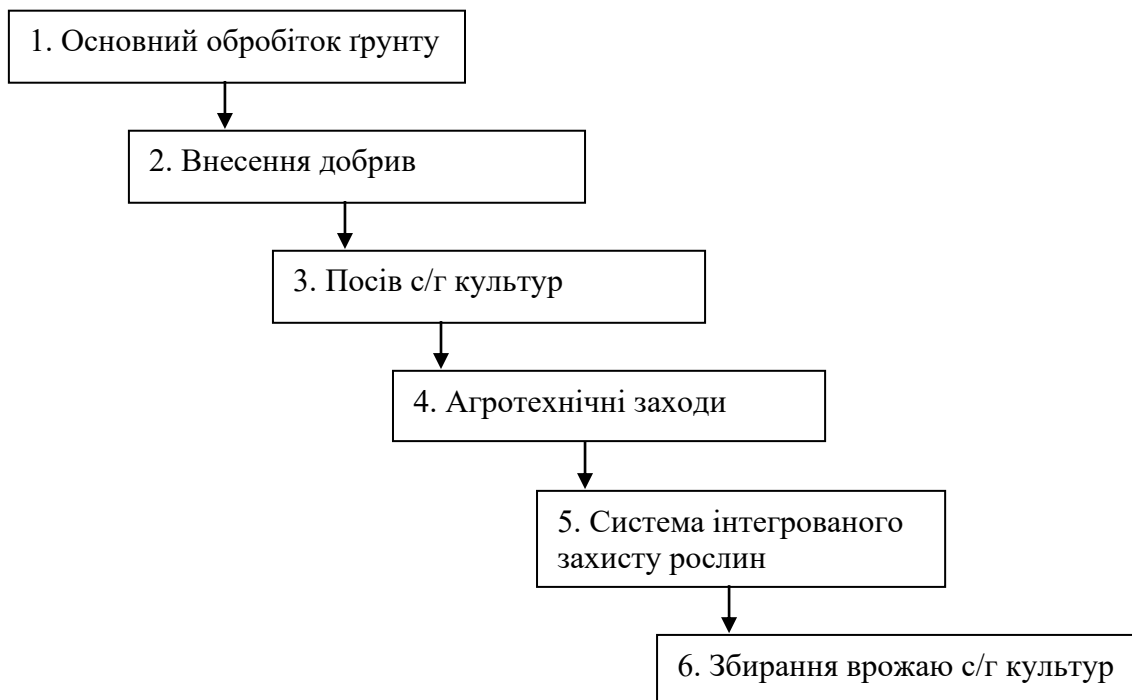 1. Основний обробіток ґрунту
2. Внесення добрив
3. Посів с/г культур
4. Агротехнічні заходи
5. Система інтегрованого
захисту рослин
6. Збирання врожаю с/г культур